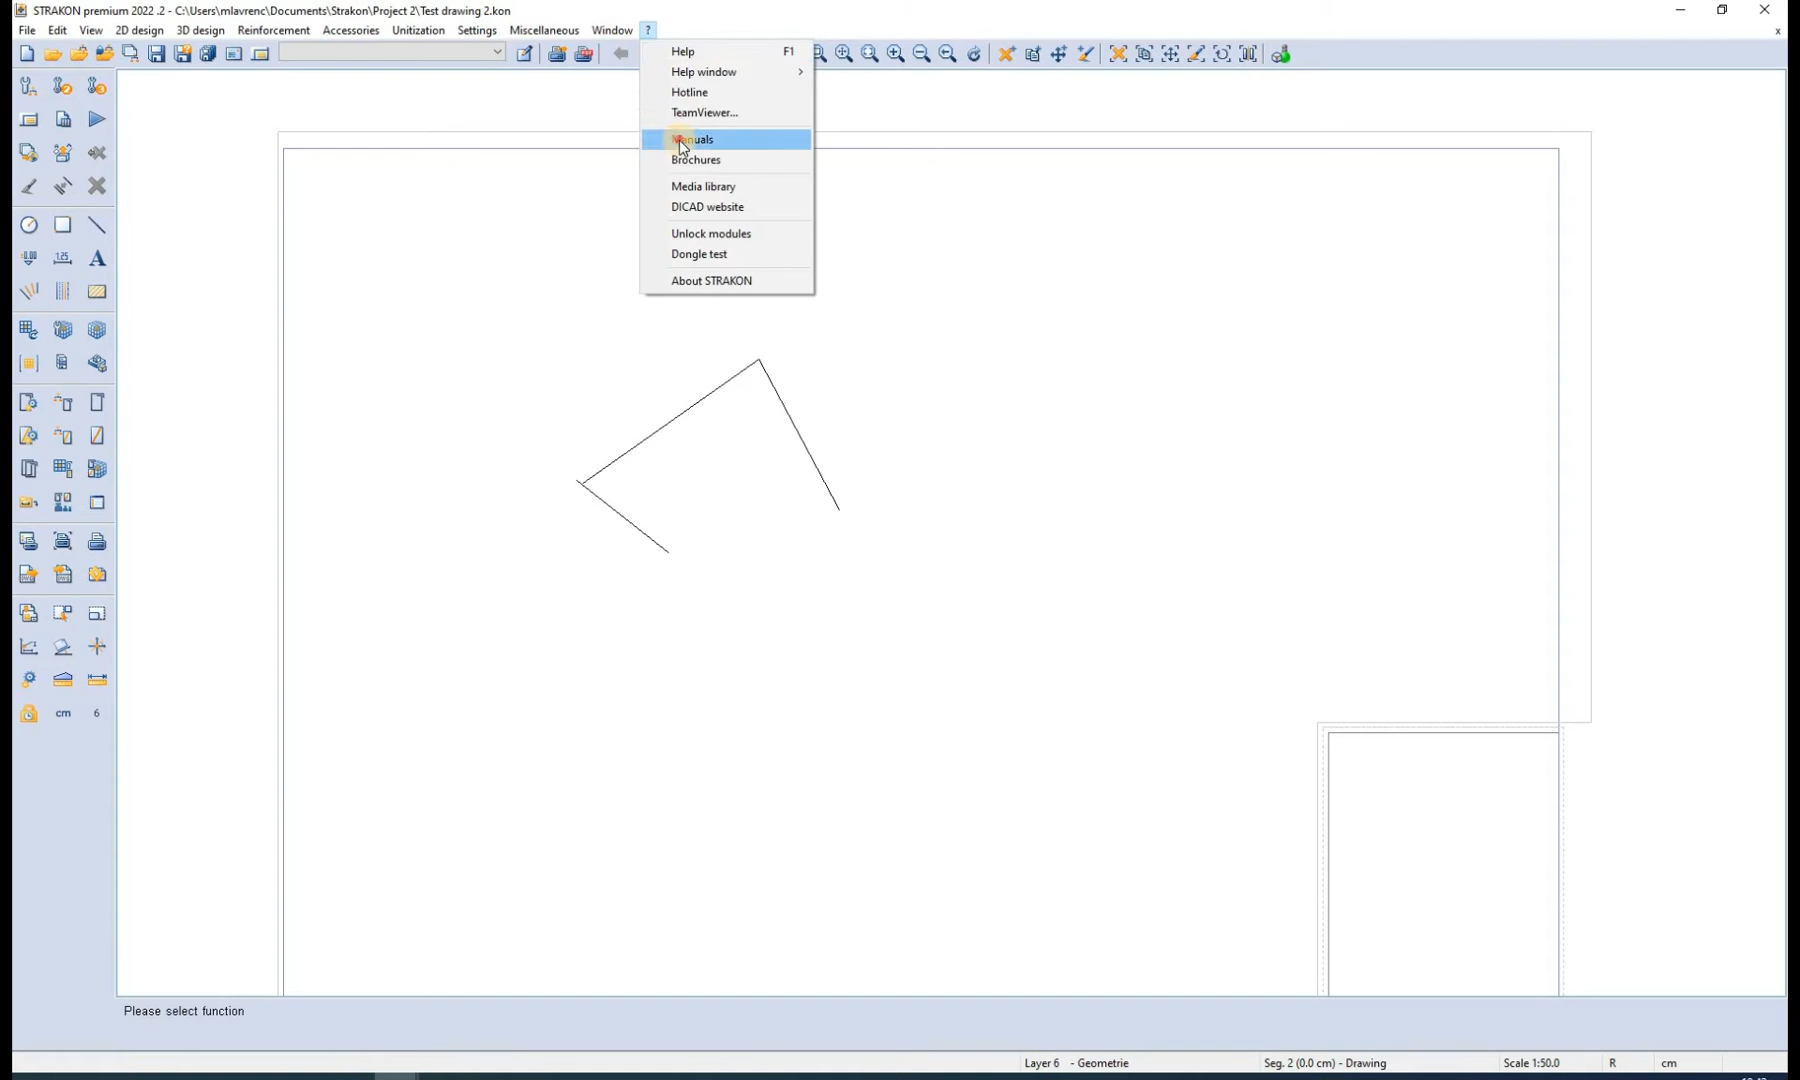 STRAKON premium 2022 .2 - C:\Users\mlavrenc\Documents\Strakon\Project 2\Test drawing 2.kon
File Edit View 2D design 3D design Reinforcement Accessories Unitization Settings Miscellaneous Window ?
Help F1
Help window
Hotline
TeamViewer...
Manuals
Brochures
Media library
DICAD website
Unlock modules
Dongle test
About STRAKON
1.25
A
cm 6
Please select function
Layer 6 - Geometrie Seg. 2 (0.0 cm) - Drawing Scale 1:50.0 R cm